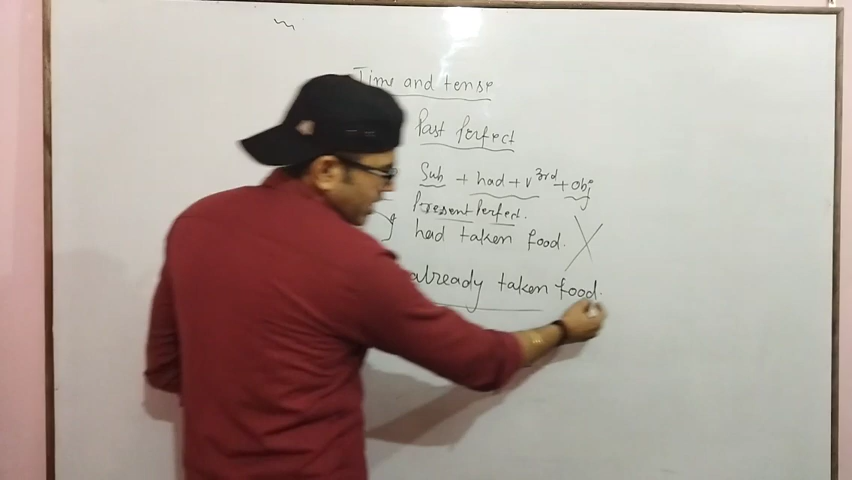 Time and tense
Past Perfect
Sub + had + v3rd + obj
Present Perfect.
had taken food.
already taken food.